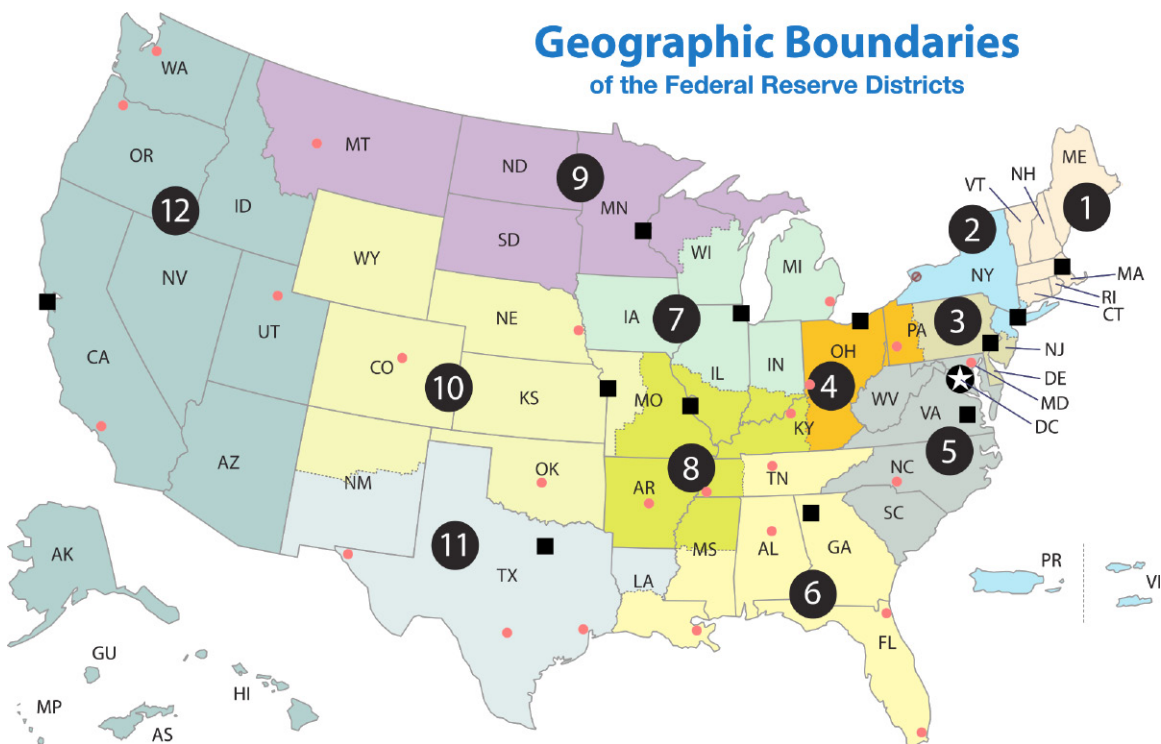 Geographic Boundaries
of the Federal Reserve Districts
WA
MT
ND
OR
9
MN
ME
NH
VT
1
12
ID
2
SD
WI
MI
NY
WY
MA
RI
CT
NV
IA
7
3
PA
NE
UT
OH
NJ
CA
CO
IL
IN
DE
10
4
MD
KS
MO
WV
VA
DC
KY
5
AZ
OK
8
TN
NC
NM
AR
SC
11
MS
AL
GA
AK
TX
LA
6
PR
VI
FL
GU
HI
MP
AS